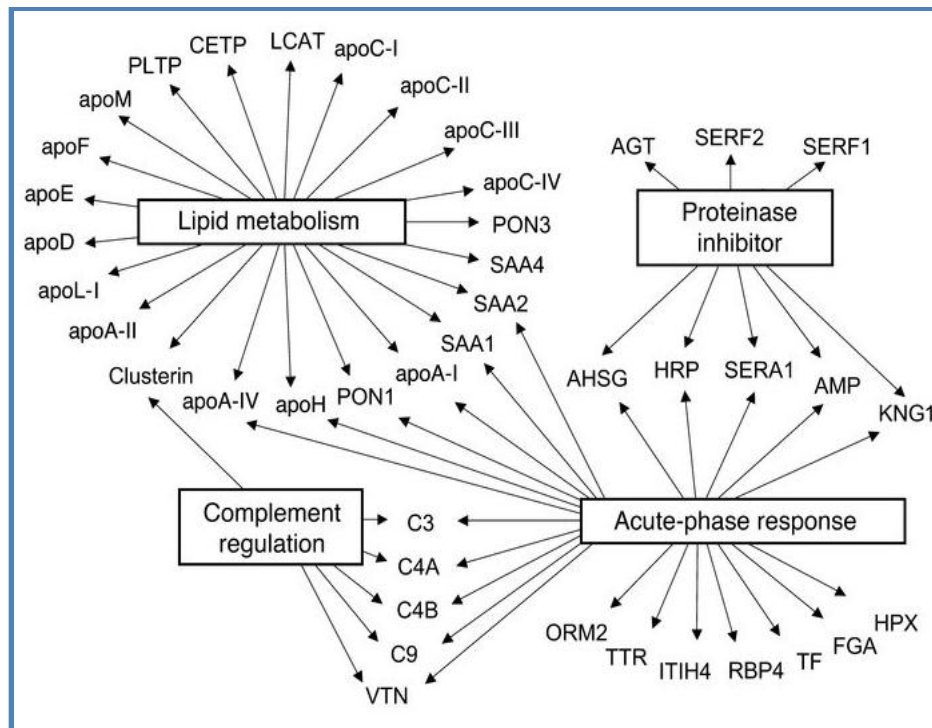 LCAT
CETP
apoC-I
PLTP
apoC-II
apoM
apoC-III
apoF
apoC-IV
apoE
PON3
apoD
SAA4
apoL-I
SAA2
apoA-II
SAA1
Clusterin
apoA-I
apoA-IV
apoH
PON1
Lipid metabolism
AGT
SERF2
SERF1
Proteinase
inhibitor
AHSG
HRP
SERA1
AMP
KNG1
Complement
regulation
C3
C4A
C4B
C9
VTN
Acute-phase response
ORM2
TTR
ITIH4
RBP4
TF
FGA
HPX